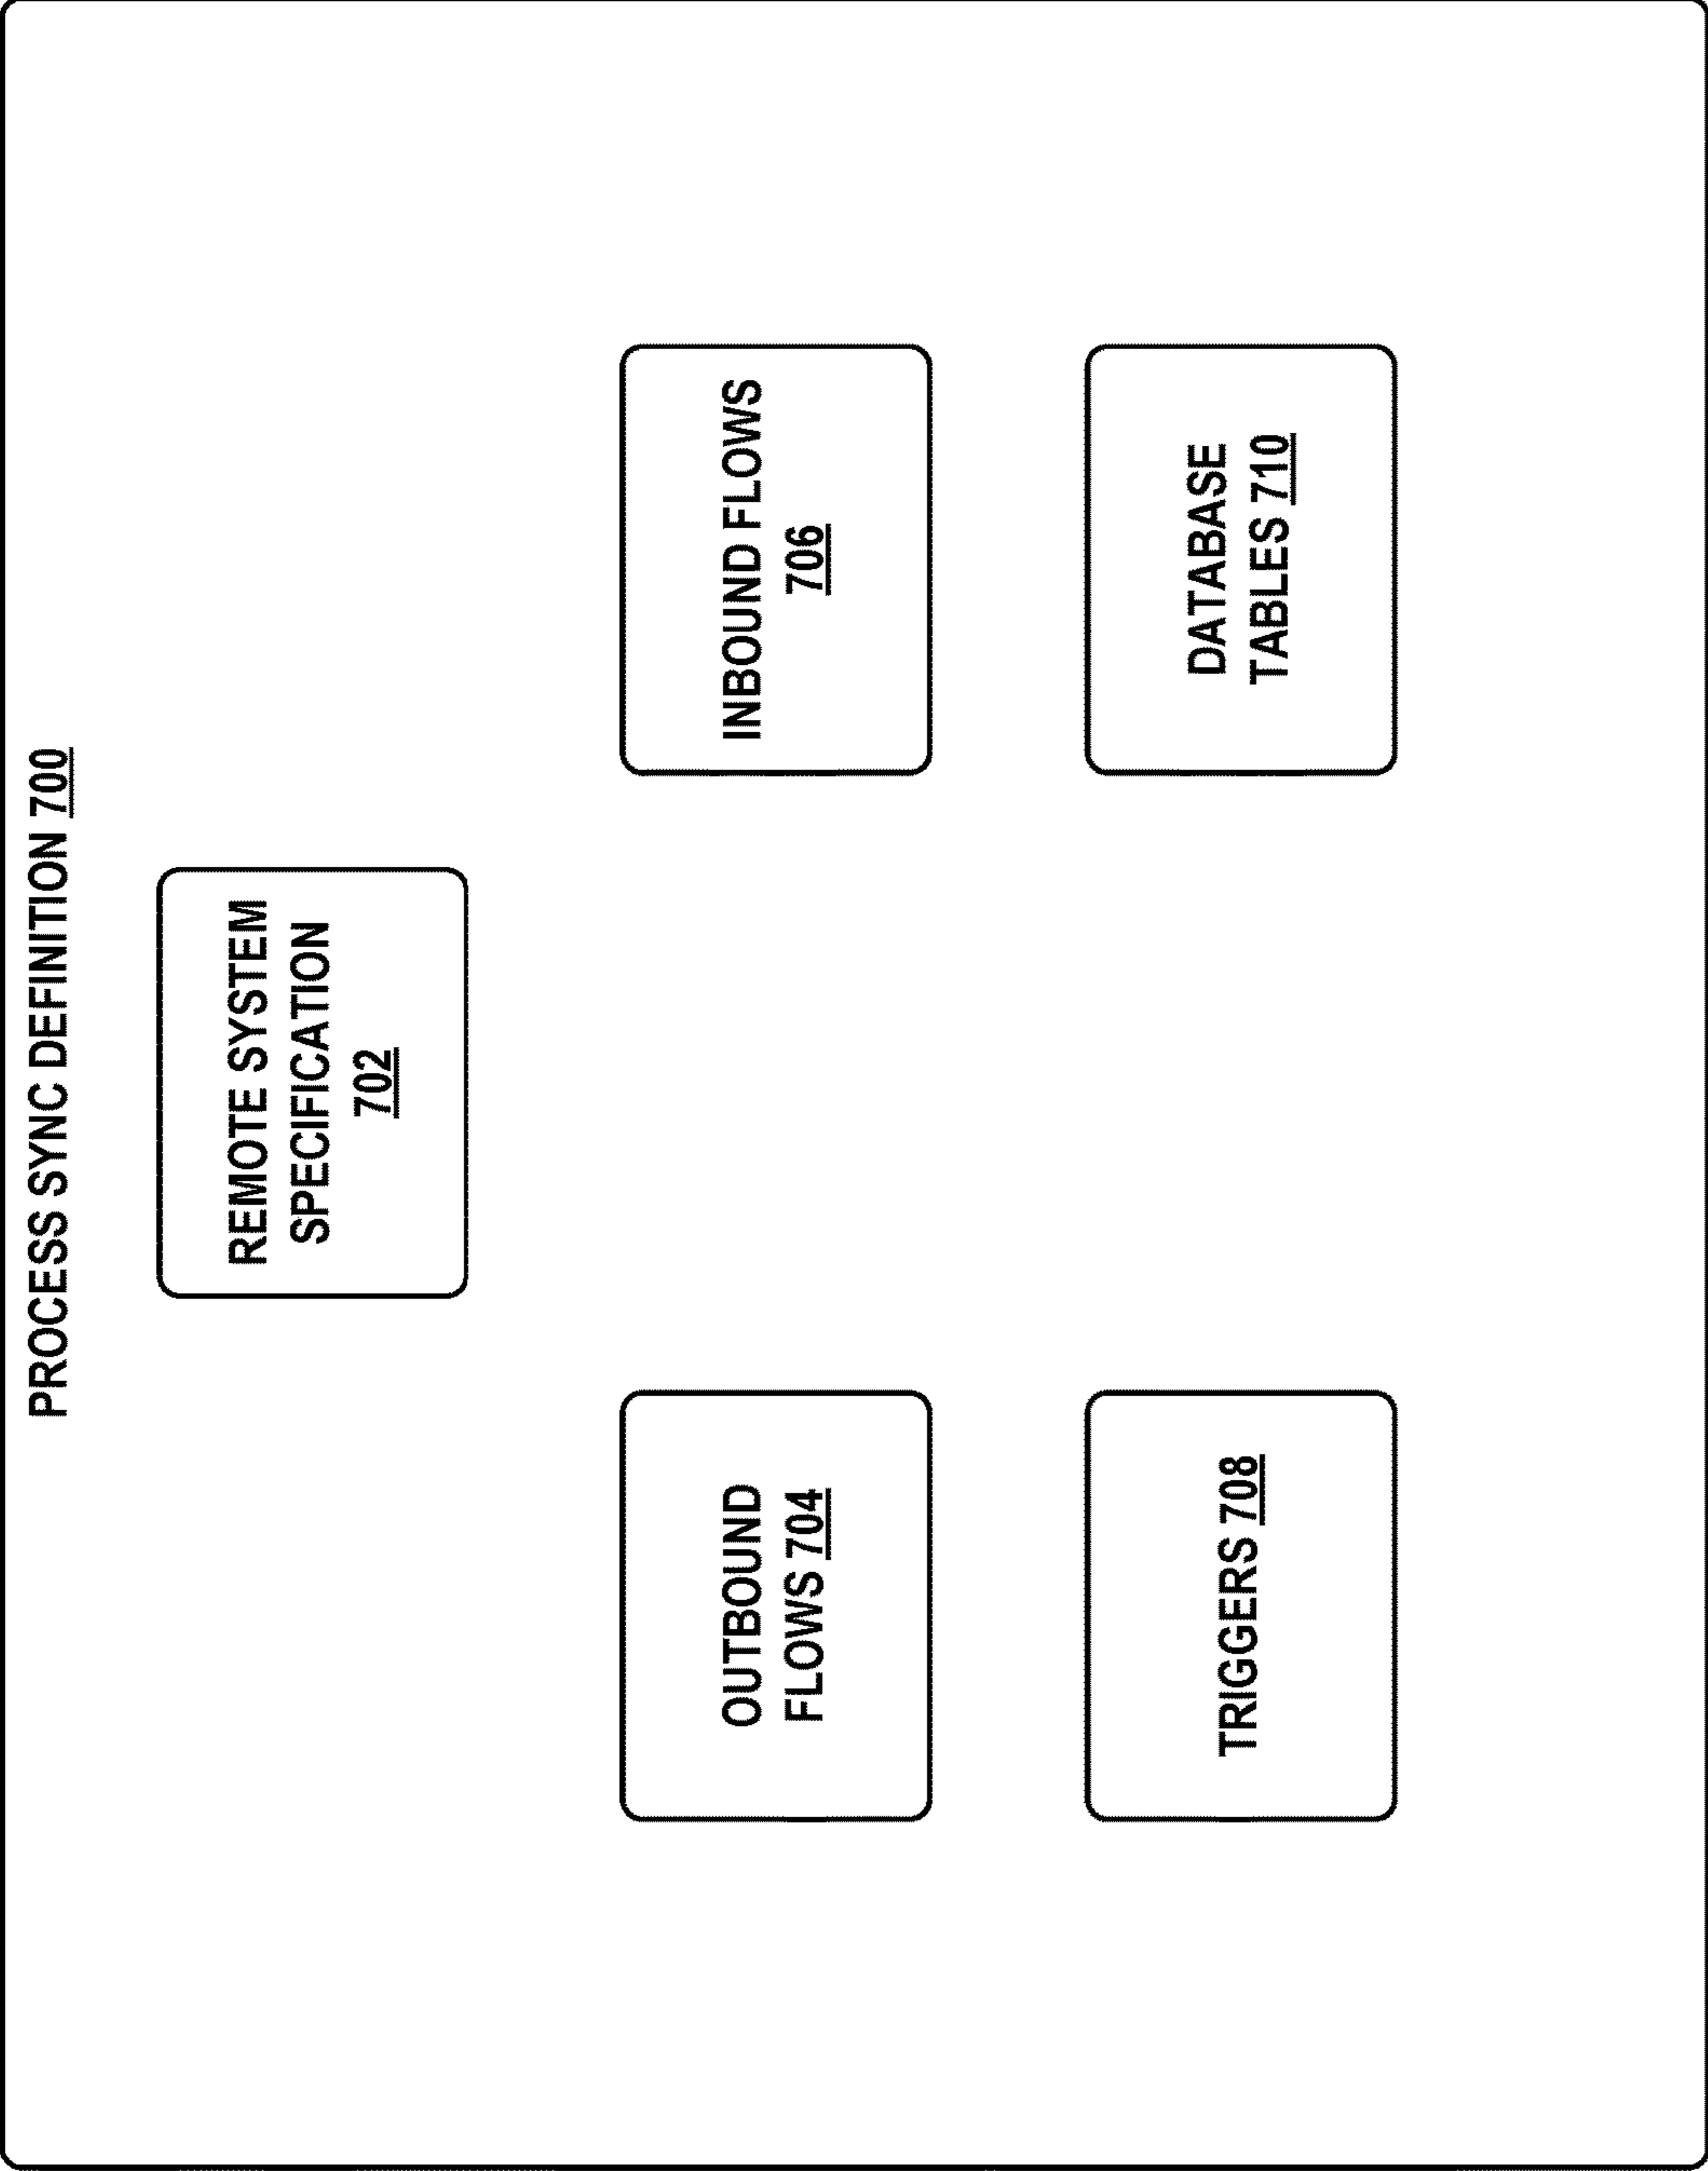 PROCESS SYNC DEFINITION 700
REMOTE SYSTEM
SPECIFICATION
702
OUTBOUND
FLOWS 704
INBOUND FLOWS
706
TRIGGERS 708
DATABASE
TABLES 710